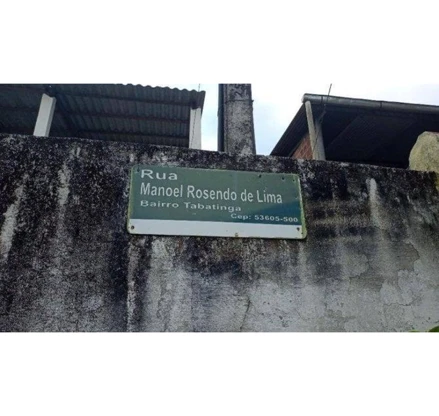 Rua
Manoel Rosendo de Lima
Bairro Tabatinga
Cep: 53605-500